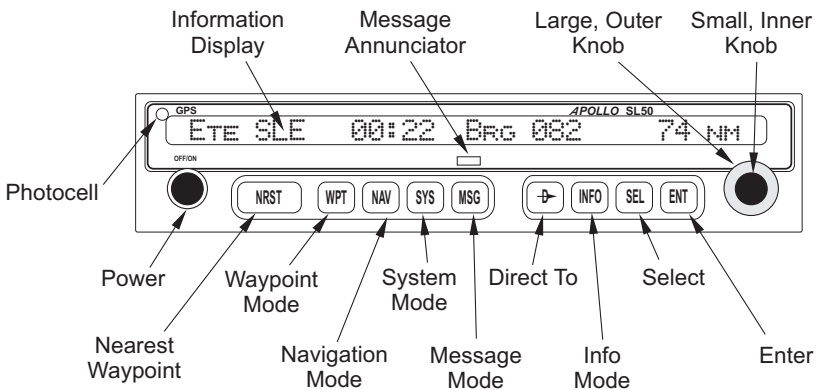 Information Display
Message Annunciator
Large, Outer Knob
Small, Inner Knob
GPS
APOLLO SL50
ETE SLE 00:22 BRG 082 74 NM
OFF/ON
Photocell
NRST
WPT
NAV
SYS
MSG
D
INFO
SEL
ENT
Power
Waypoint Mode
System Mode
Direct To
Select
Nearest Waypoint
Navigation Mode
Message Mode
Info Mode
Enter